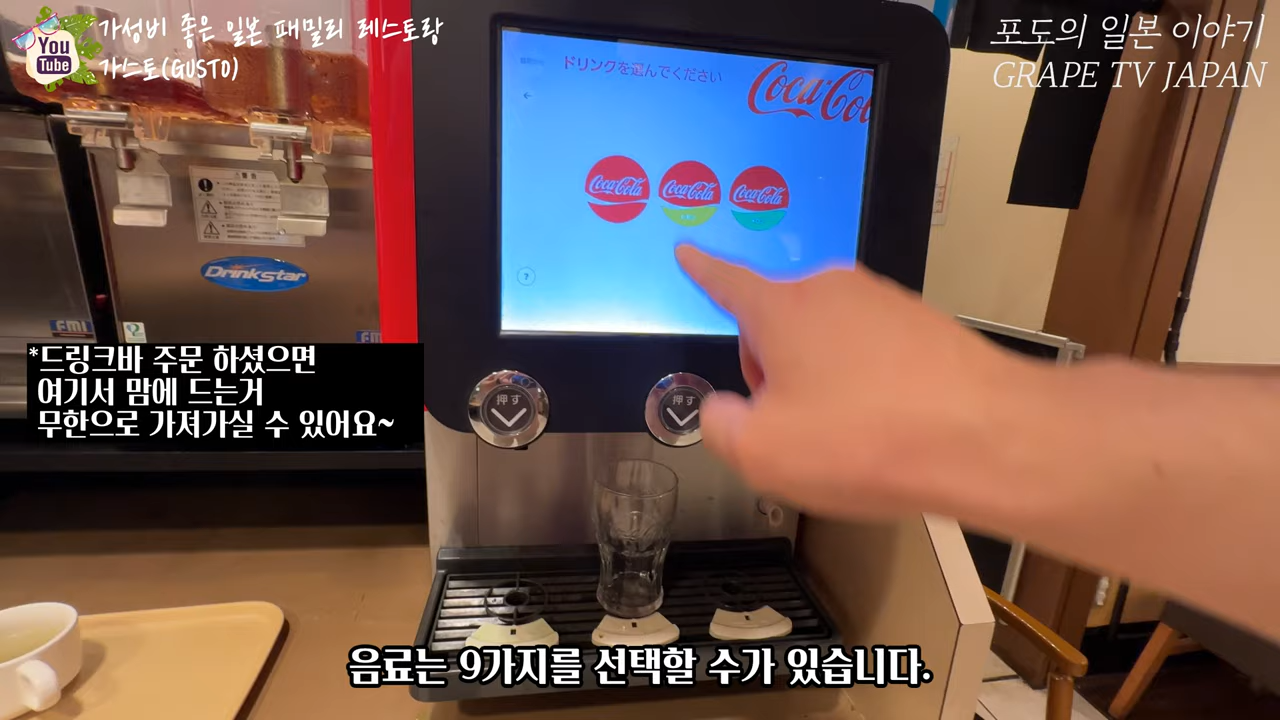 You
Tube
가성비 좋은 일본 패밀리 레스토랑
가스토(GUSTO)
포도의 일본 이야기
GRAPE TV JAPAN
ドリンクを選んでください
Coca-Col
Coca-Cola
Coca-Cola
Coca-Cola
?
Drinkstar
FMI
FMI
*드링크바 주문 하셨으면
여기서 맘에 드는거
무한으로 가져가실 수 있어요~
押す
押す
음료는 9가지를 선택할 수가 있습니다.